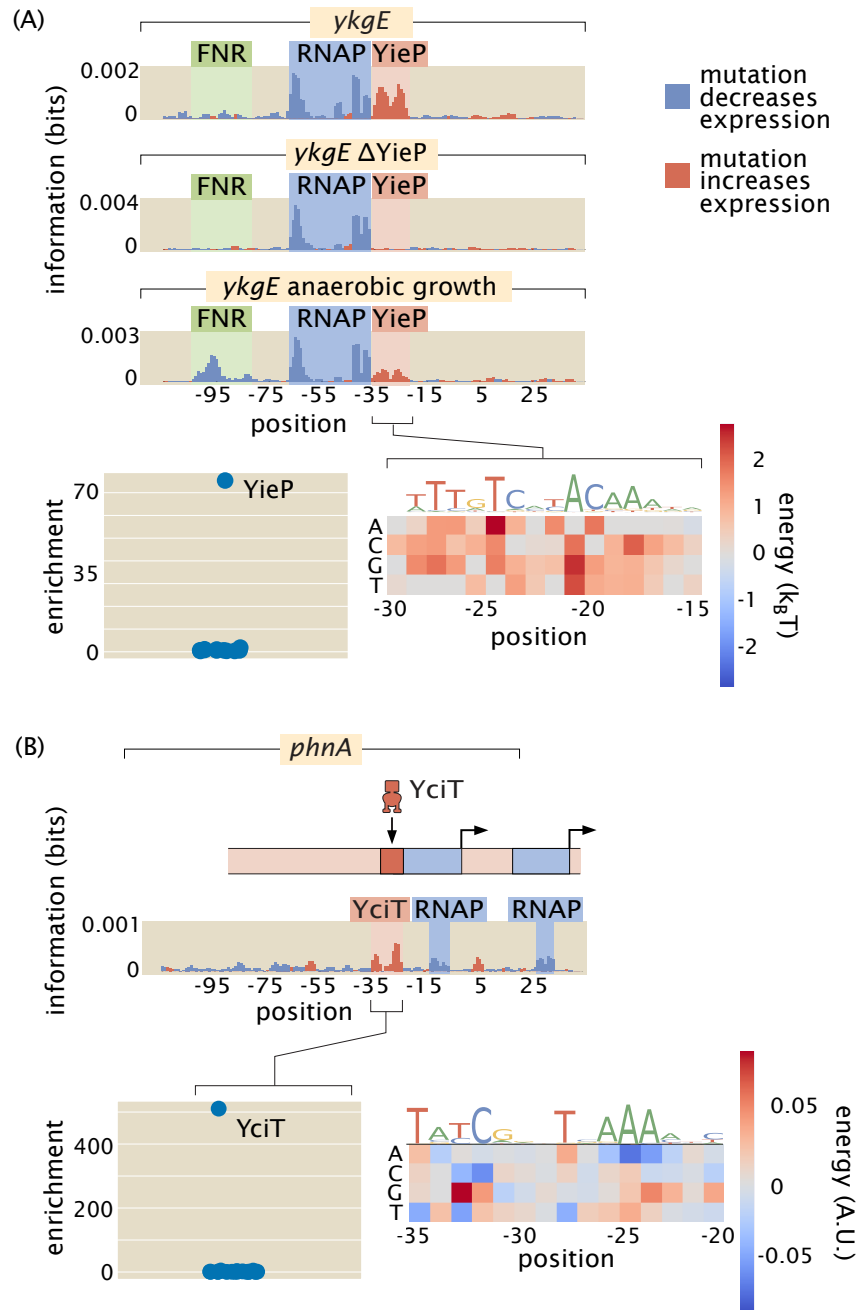 (A)
ykgE
FNR RNAP YieP
0.002
0
mutation
decreases
expression
mutation
increases
expression
information (bits)
ykgE ΔYieP
FNR RNAP YieP
0.004
0
ykgE anaerobic growth
FNR RNAP YieP
0.003
0
-95 -75 -55 -35 -15 5 25
position
enrichment
70
35
0
YieP
TTTGTCATACAAA
A
C
G
T
-30 -25 -20 -15
position
2
1
0
-1
-2
energy (kBT)
(B)
phnA
YciT
information (bits)
YciT RNAP RNAP
0.001
0
-95 -75 -55 -35 -15 5 25
position
enrichment
400
200
0
YciT
TATCG T AAAA
A
C
G
T
-35 -30 -25 -20
position
0.05
0
-0.05
energy (A.U.)